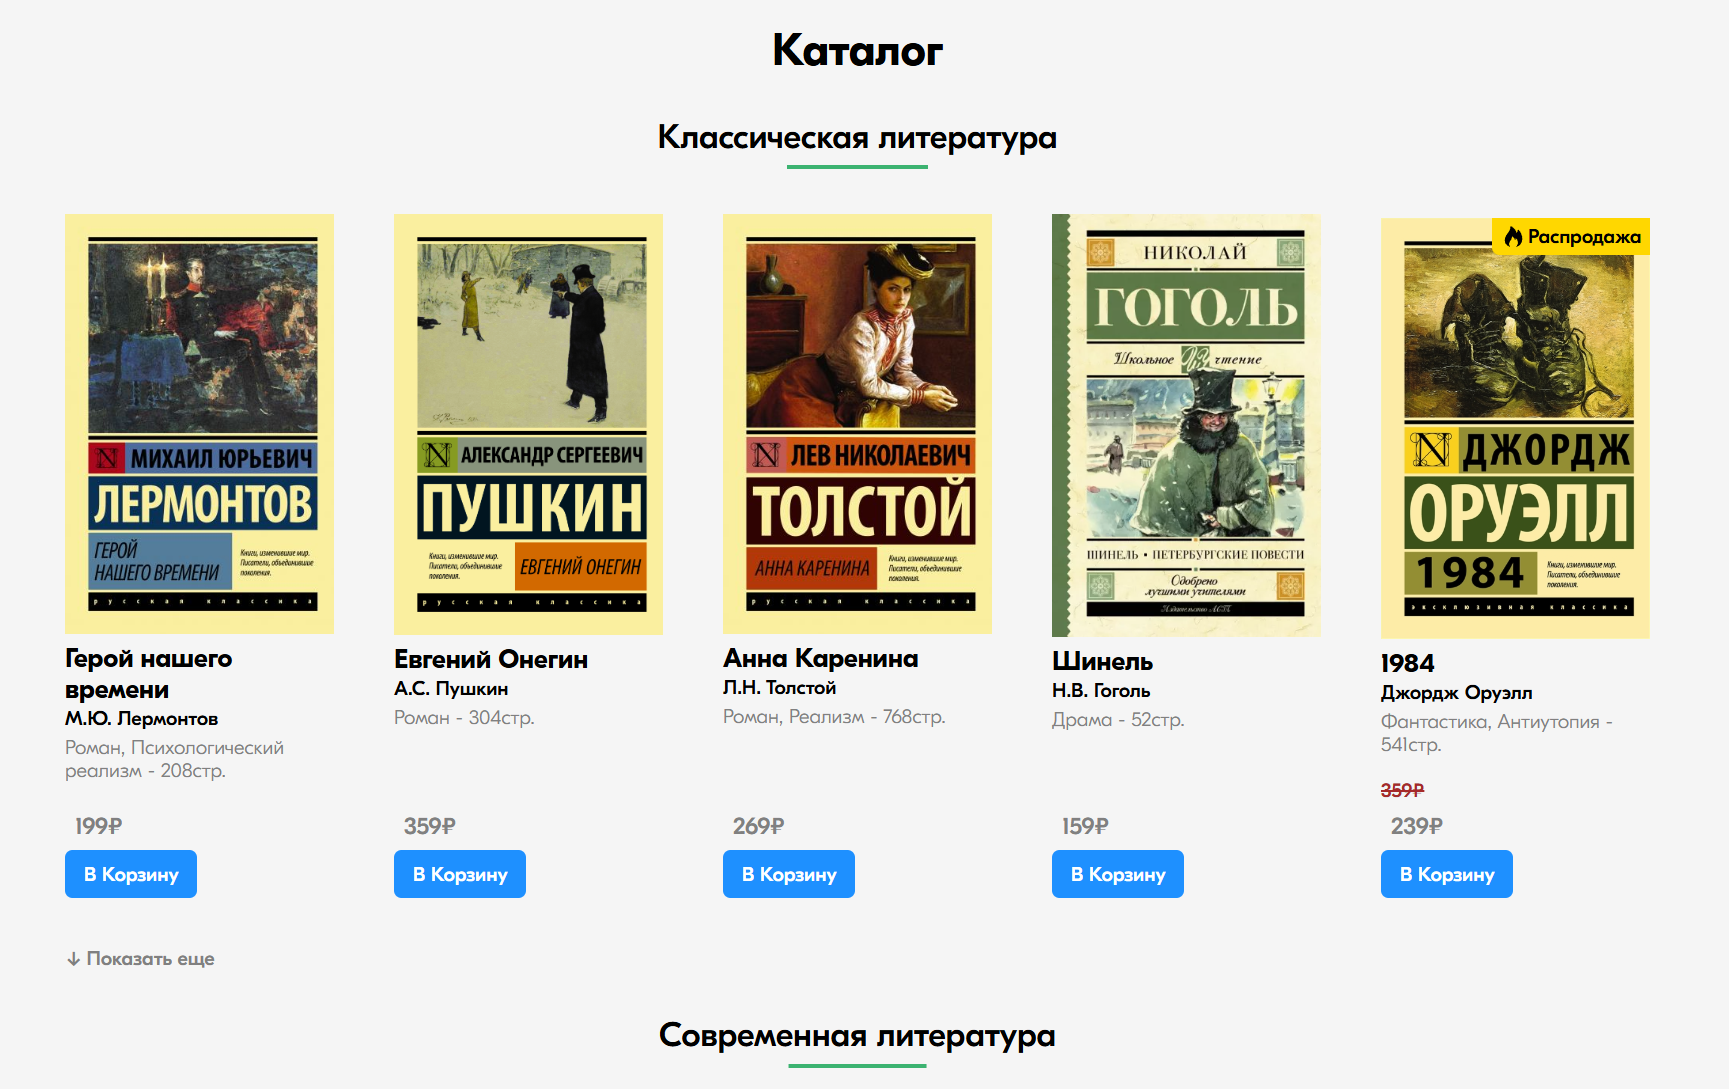 Каталог
Классическая литература
МИХАИЛ ЮРЬЕВИЧ
ЛЕРМОНТОВ
ГЕРОЙ
НАШЕГО ВРЕМЕНИ
Книги, изменившие мир.
Писатели, объединившие
поколения.
русская классика
Герой нашего
времени
М.Ю. Лермонтов
Роман, Психологический
реализм - 208стр.
199₽
В Корзину
АЛЕКСАНДР СЕРГЕЕВИЧ
ПУШКИН
Книги, изменившие мир.
Писатели, объединившие
поколения.
ЕВГЕНИЙ ОНЕГИН
русская классика
Евгений Онегин
А.С. Пушкин
Роман - 304стр.
359₽
В Корзину
ЛЕВ НИКОЛАЕВИЧ
ТОЛСТОЙ
АННА КАРЕНИНА
Книги, изменившие мир.
Писатели, объединившие
поколения.
русская классика
Анна Каренина
Л.Н. Толстой
Роман, Реализм - 768стр.
269₽
В Корзину
НИКОЛАЙ
ГОГОЛЬ
Школьное чтение
ШИНЕЛЬ • ПЕТЕРБУРГСКИЕ ПОВЕСТИ
Одобрено
лучшими учителями
Издательство АСТ
Шинель
Н.В. Гоголь
Драма - 52стр.
159₽
В Корзину
Распродажа
N ДЖОРДЖ
ОРУЭЛЛ
1984
Книги, изменившие мир.
Писатели, объединившие
поколения.
эксклюзивная классика
1984
Джордж Оруэлл
Фантастика, Антиутопия -
541стр.
359₽
239₽
В Корзину
↓ Показать еще
Современная литература